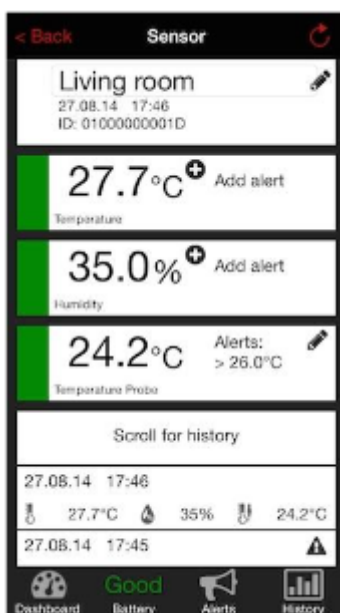 < Back Sensor
Living room
27.08.14 17:46
ID: 01000000001D
27.7°C Add alert
Temperature
35.0% Add alert
Humidity
24.2°C Alerts:
> 26.0°C
Temperature Probe
Scroll for history
27.08.14 17:46
27.7°C 35% 24.2°C
27.08.14 17:45
Good
Dashboard Battery Alerts History